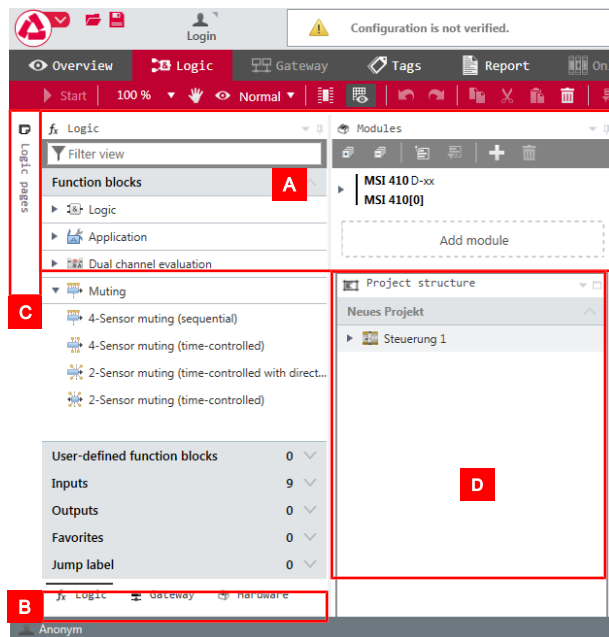 Login
Configuration is not verified.
Overview
Logic
Gateway
Tags
Report
On
Start
100 %
Normal
Logic pages
Logic
Modules
Filter view
Function blocks
A
MSI 410 D-xx
MSI 410[0]
Logic
Application
Add module
Dual channel evaluation
C
Muting
Project structure
4-Sensor muting (sequential)
Neues Projekt
4-Sensor muting (time-controlled)
Steuerung 1
2-Sensor muting (time-controlled with direct...
2-Sensor muting (time-controlled)
User-defined function blocks 0
Inputs 9
D
Outputs 0
Favorites 0
Jump label 0
B
Logic Gateway Hardware
Anonym